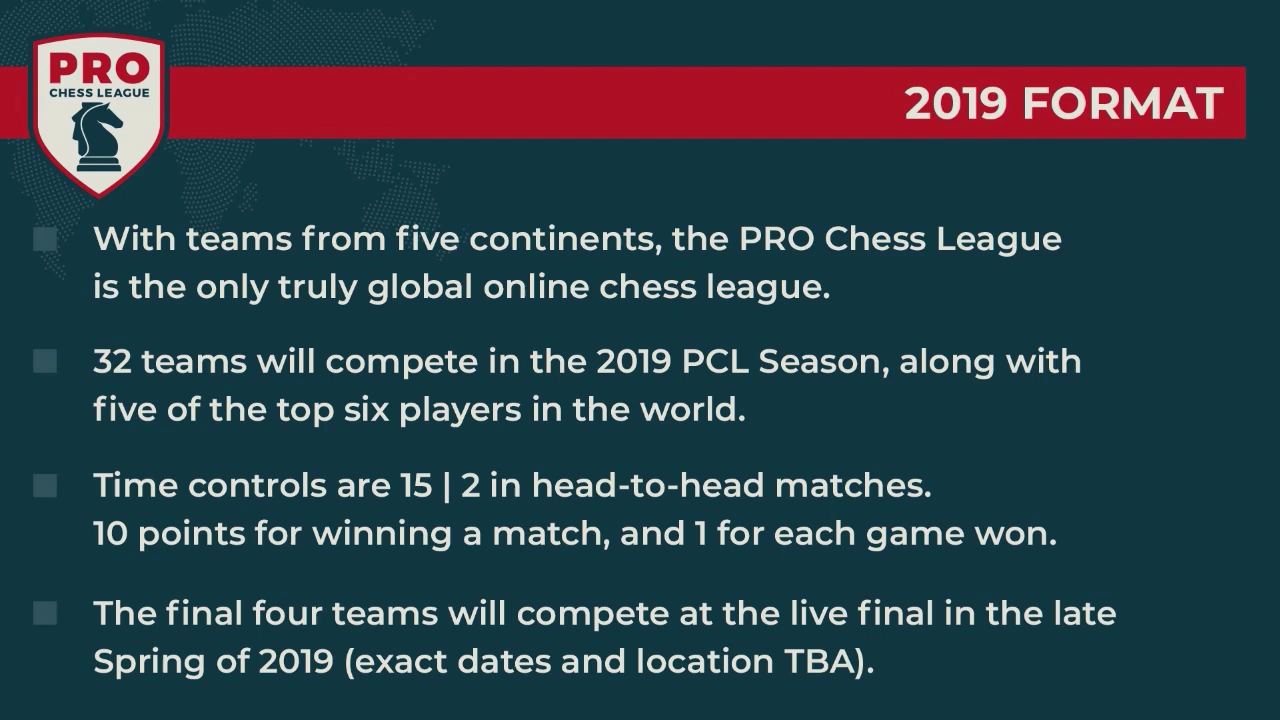 PRO
CHESS LEAGUE
2019 FORMAT
With teams from five continents, the PRO Chess League
is the only truly global online chess league.
32 teams will compete in the 2019 PCL Season, along with
five of the top six players in the world.
Time controls are 15 | 2 in head-to-head matches.
10 points for winning a match, and 1 for each game won.
The final four teams will compete at the live final in the late
Spring of 2019 (exact dates and location TBA).